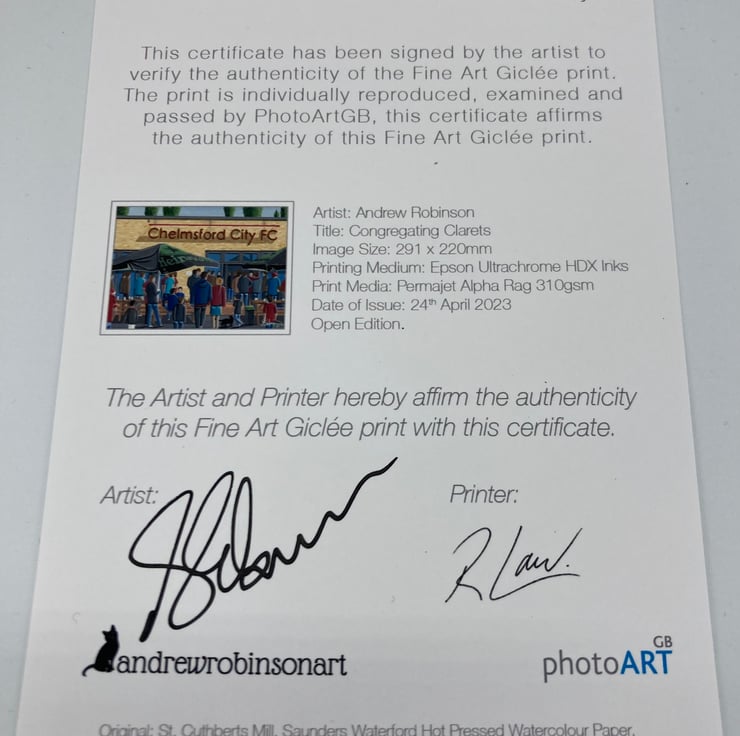 This certificate has been signed by the artist to
verify the authenticity of the Fine Art Giclée print.
The print is individually reproduced, examined and
passed by PhotoArtGB, this certificate affirms
the authenticity of this Fine Art Giclée print.
Chelmsford City FC
Artist: Andrew Robinson
Title: Congregating Clarets
Image Size: 291 x 220mm
Printing Medium: Epson Ultrachrome HDX Inks
Print Media: Permajet Alpha Rag 310gsm
Date of Issue: 24th April 2023
Open Edition.
The Artist and Printer hereby affirm the authenticity
of this Fine Art Giclée print with this certificate.
Artist:
Printer:
andrewrobinsonart
photoART GB
Original: St. Cuthberts Mill, Saunders Waterford Hot Pressed Watercolour Paper.